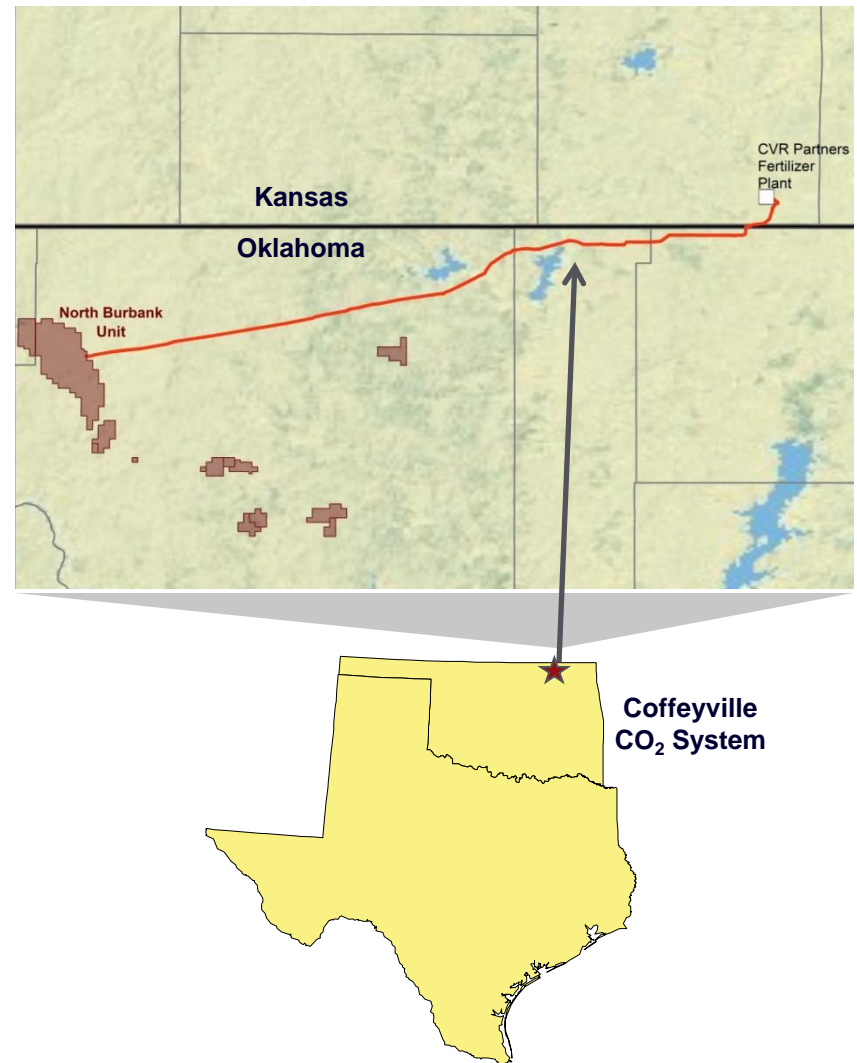 CVR Partners
Fertilizer
Plant
Kansas
Oklahoma
North Burbank
Unit
Coffeyville
CO₂ System